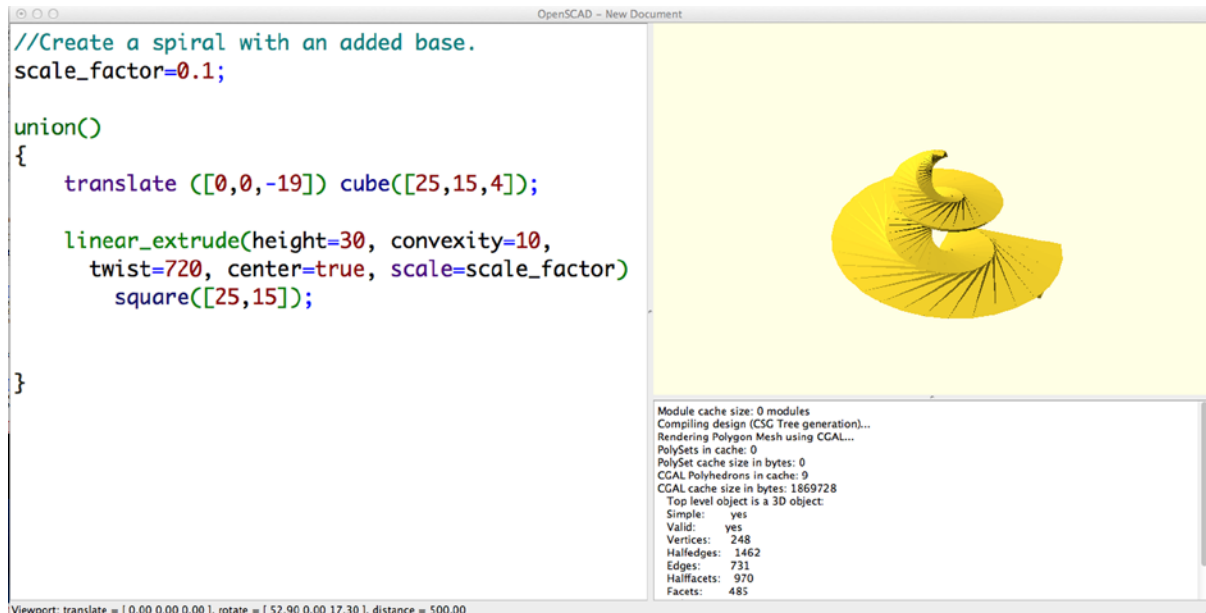 OpenSCAD – New Document
//Create a spiral with an added base.
scale_factor=0.1;
union()
{
translate ([0,0,-19]) cube([25,15,4]);
linear_extrude(height=30, convexity=10,
twist=720, center=true, scale=scale_factor)
square([25,15]);
}
Module cache size: 0 modules
Compiling design (CSG Tree generation)...
Rendering Polygon Mesh using CGAL...
PolySets in cache: 0
PolySet cache size in bytes: 0
CGAL Polyhedrons in cache: 9
CGAL cache size in bytes: 1869728
Top level object is a 3D object:
Simple: yes
Valid: yes
Vertices: 248
Halfedges: 1462
Edges: 731
Halffacets: 970
Facets: 485
Viewport: translate = [ 0.00 0.00 0.00 ], rotate = [ 52.90 0.00 17.30 ], distance = 500.00